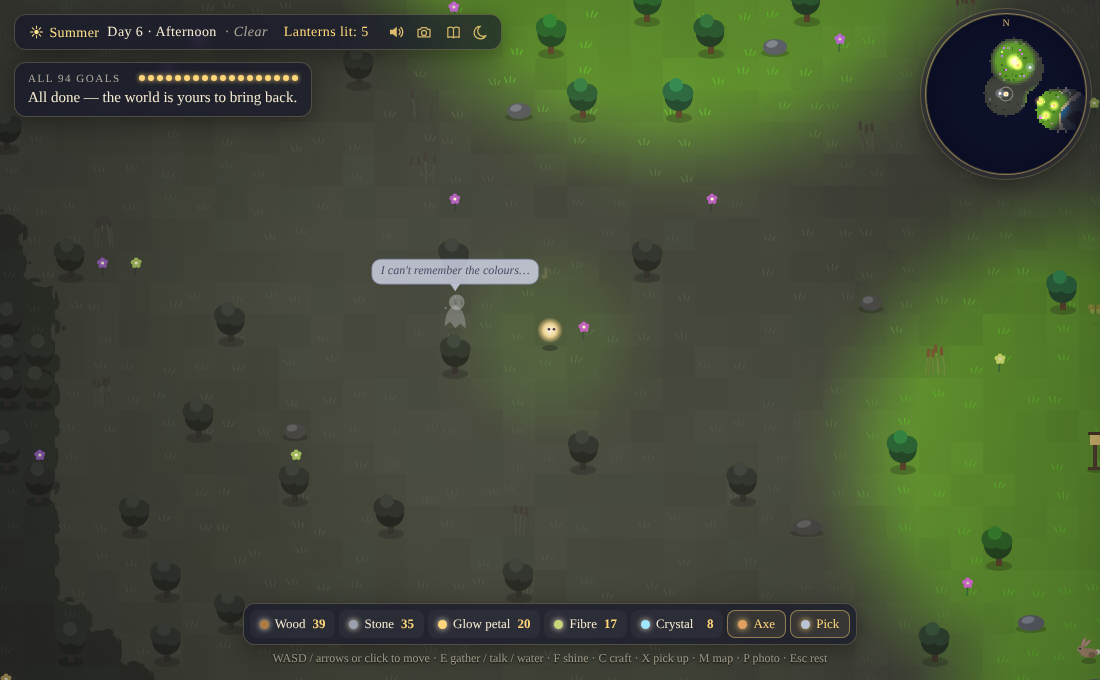 Summer Day 6 · Afternoon · Clear Lanterns lit: 5
N
ALL 94 GOALS
All done — the world is yours to bring back.
I can't remember the colours…
Wood 39 Stone 35 Glow petal 20 Fibre 17 Crystal 8 Axe Pick
WASD / arrows or click to move · E gather / talk / water · F shine · C craft · X pick up · M map · P photo · Esc rest